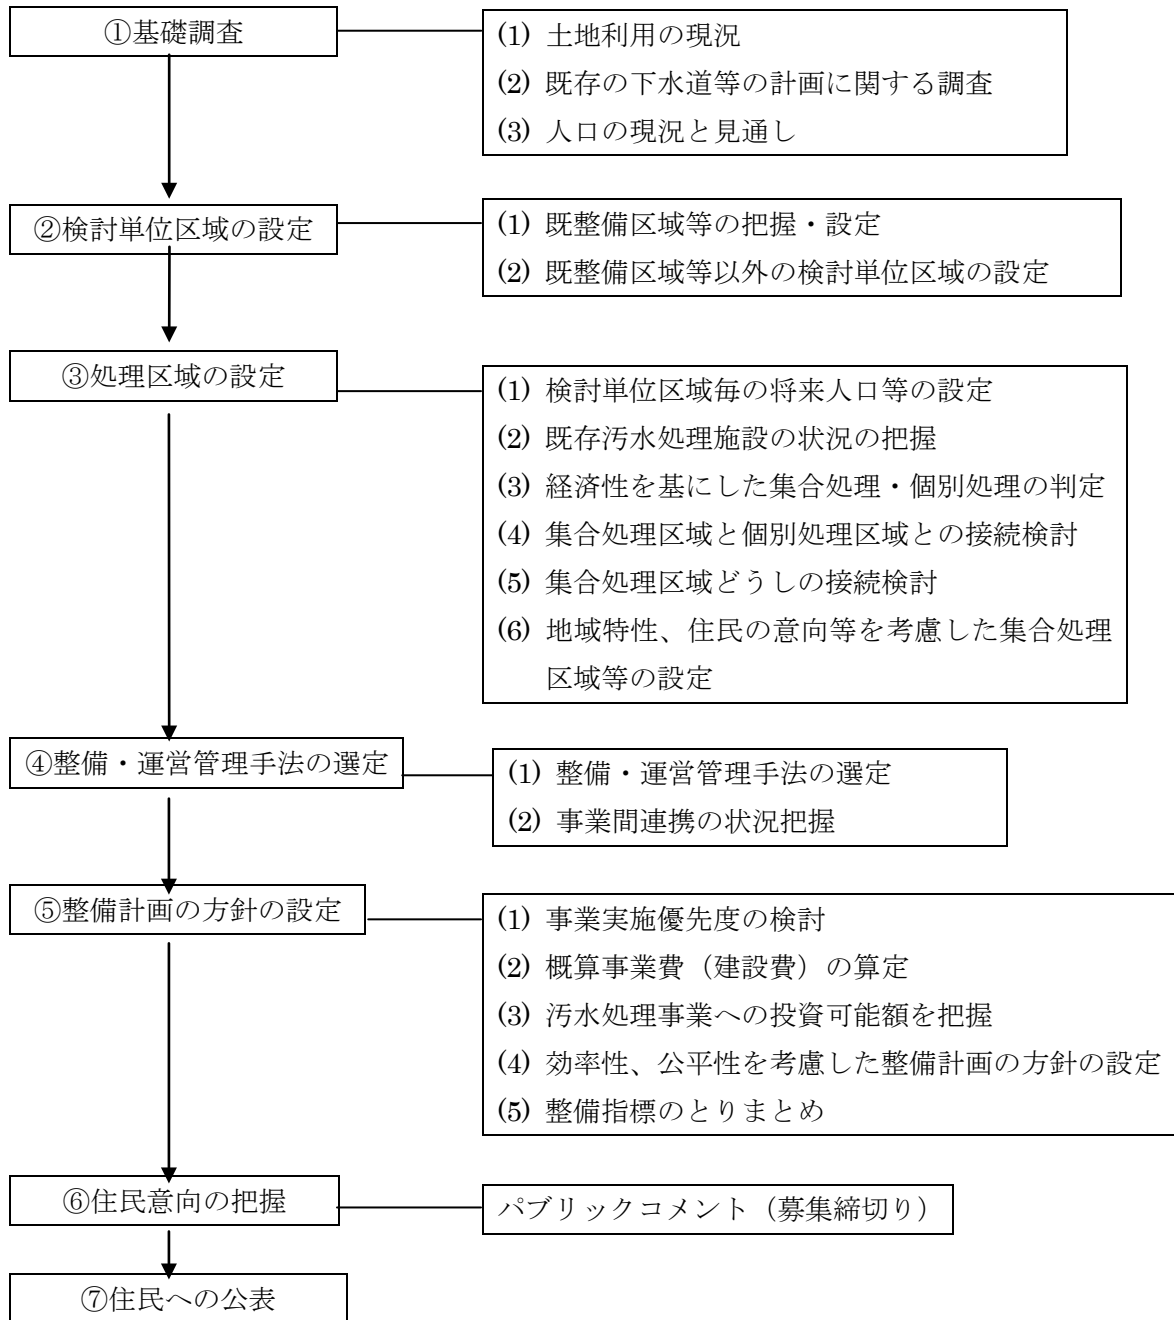 ①基礎調査
(1) 土地利用の現況
(2) 既存の下水道等の計画に関する調査
(3) 人口の現況と見通し
②検討単位区域の設定
(1) 既整備区域等の把握・設定
(2) 既整備区域等以外の検討単位区域の設定
③処理区域の設定
(1) 検討単位区域毎の将来人口等の設定
(2) 既存汚水処理施設の状況の把握
(3) 経済性を基にした集合処理・個別処理の判定
(4) 集合処理区域と個別処理区域との接続検討
(5) 集合処理区域どうしの接続検討
(6) 地域特性、住民の意向等を考慮した集合処理
区域等の設定
④整備・運営管理手法の選定
(1) 整備・運営管理手法の選定
(2) 事業間連携の状況把握
⑤整備計画の方針の設定
(1) 事業実施優先度の検討
(2) 概算事業費（建設費）の算定
(3) 汚水処理事業への投資可能額を把握
(4) 効率性、公平性を考慮した整備計画の方針の設定
(5) 整備指標のとりまとめ
⑥住民意向の把握
パブリックコメント（募集締切り）
⑦住民への公表